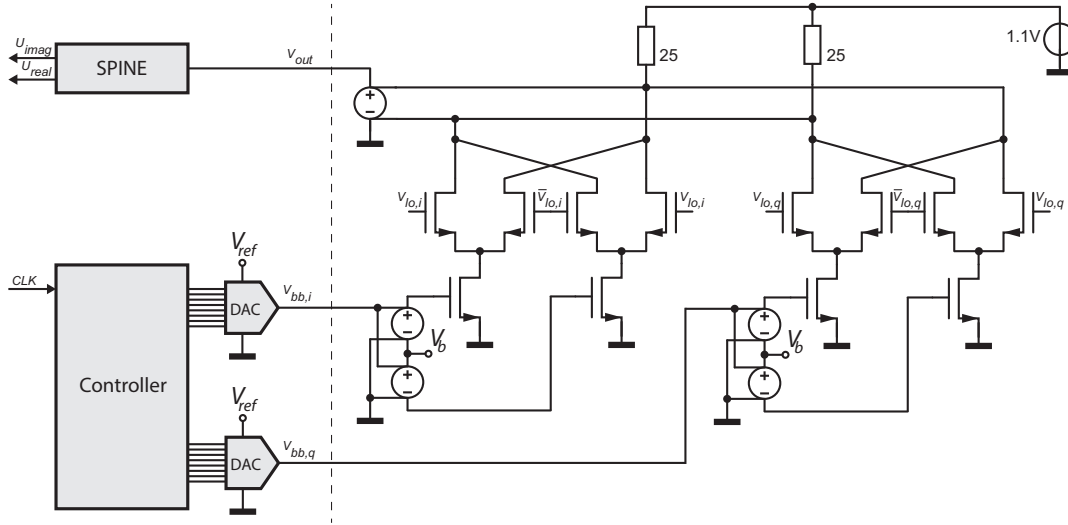 25
25
1.1V
U_imag
U_real
SPINE
V_out
V_lo,i
V̅_lo,i
V_lo,i
V_lo,q
V̅_lo,q
V_lo,q
CLK
V_ref
DAC
V_bb,i
+
−
V_b
+
−
+
−
V_b
+
−
+
−
Controller
V_ref
DAC
V_bb,q